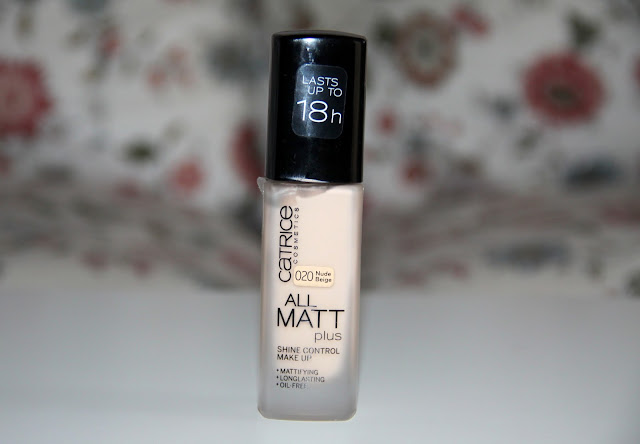 LASTS
UP TO
18h
CATRICE
COSMETICS
020 Nude
Beige
ALL
MATT
plus
SHINE CONTROL
MAKE UP
• MATTIFYING
• LONGLASTING
• OIL-FREE